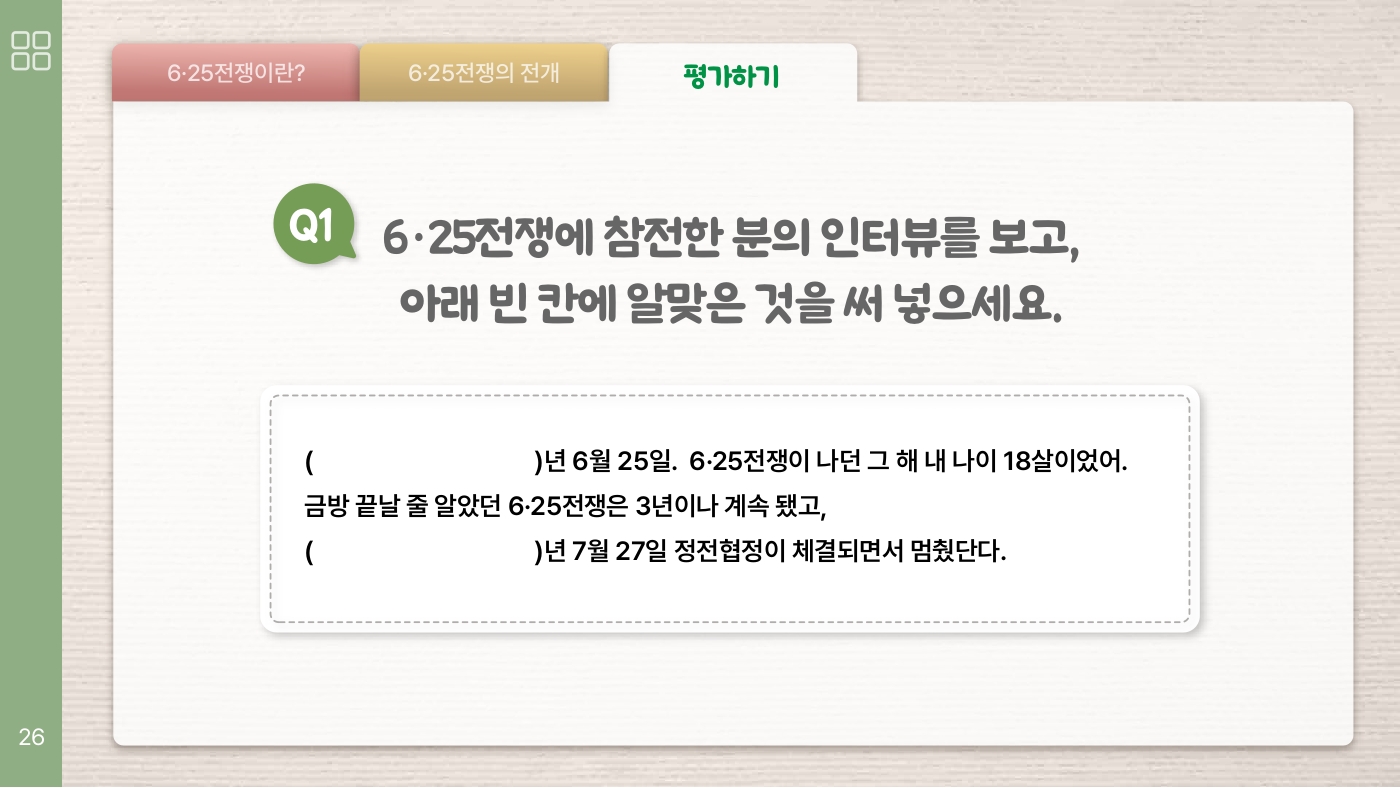 6·25전쟁이란?
6·25전쟁의 전개
평가하기
Q1
6·25전쟁에 참전한 분의 인터뷰를 보고,
아래 빈 칸에 알맞은 것을 써 넣으세요.
( )년 6월 25일. 6·25전쟁이 나던 그 해 내 나이 18살이었어.
금방 끝날 줄 알았던 6·25전쟁은 3년이나 계속 됐고,
( )년 7월 27일 정전협정이 체결되면서 멈췄단다.
26